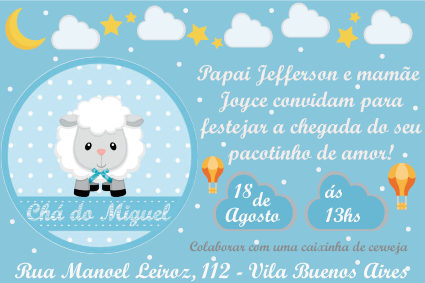 Papai Jefferson e mamãe
Joyce convidam para
festejar a chegada do seu
pacotinho de amor!
Chá do Miguel
18 de
Agosto
ás
13hs
Colaborar com uma caixinha de cerveja
Rua Manoel Leiroz, 112 - Vila Buenos Aires